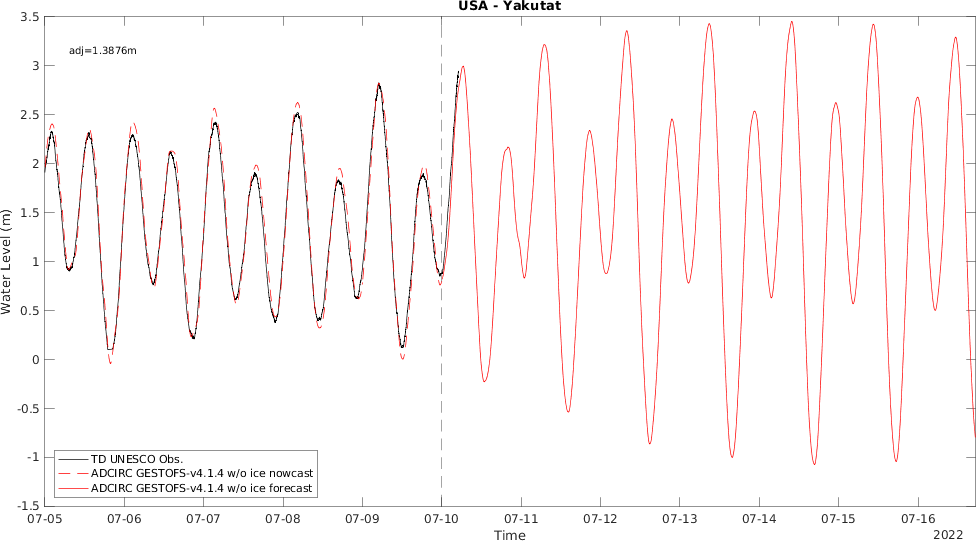 USA - Yakutat
adj=1.3876m
3.5
3
2.5
2
1.5
1
0.5
0
-0.5
-1
-1.5
Water Level (m)
TD UNESCO Obs.
ADCIRC GESTOFS-v4.1.4 w/o ice nowcast
ADCIRC GESTOFS-v4.1.4 w/o ice forecast
07-05 07-06 07-07 07-08 07-09 07-10 07-11 07-12 07-13 07-14 07-15 07-16
Time
2022